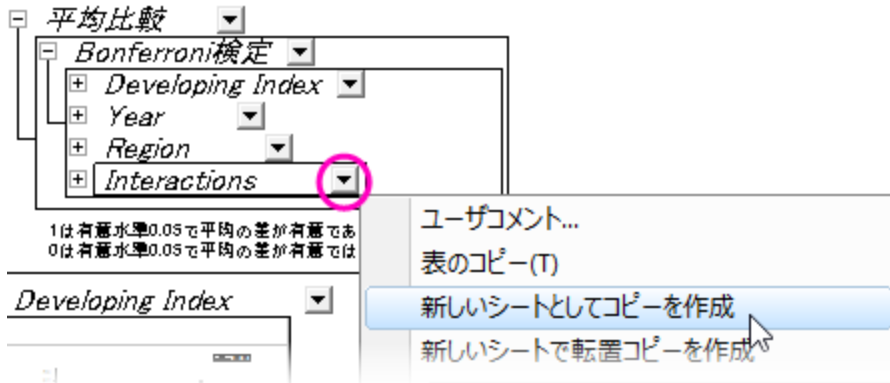 平均比較
Bonferroni検定
Developing Index
Year
Region
Interactions
1は有意水準0.05で平均の差が有意であ
0は有意水準0.05で平均の差が有意では
Developing Index
ユーザコメント...
表のコピー(T)
新しいシートとしてコピーを作成
新しいシートで転置コピーを作成